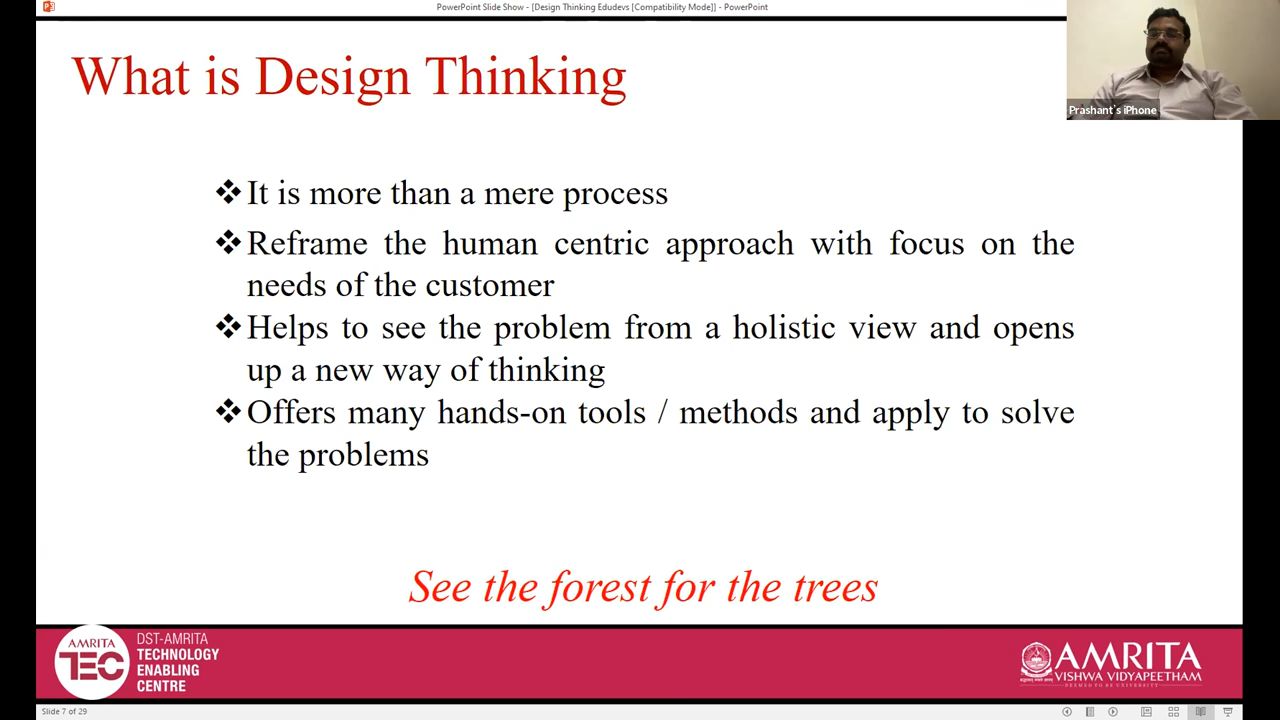 PowerPoint Slide Show - [Design Thinking Edudevs [Compatibility Mode]] - PowerPoint
Prashant's iPhone
What is Design Thinking
❖ It is more than a mere process
❖ Reframe the human centric approach with focus on the
needs of the customer
❖ Helps to see the problem from a holistic view and opens
up a new way of thinking
❖ Offers many hands-on tools / methods and apply to solve
the problems
See the forest for the trees
AMRITA
TEC
DST-AMRITA
TECHNOLOGY
ENABLING
CENTRE
AMRITA
VISHWA VIDYAPEETHAM
DEEMED TO BE UNIVERSITY
Slide 7 of 29